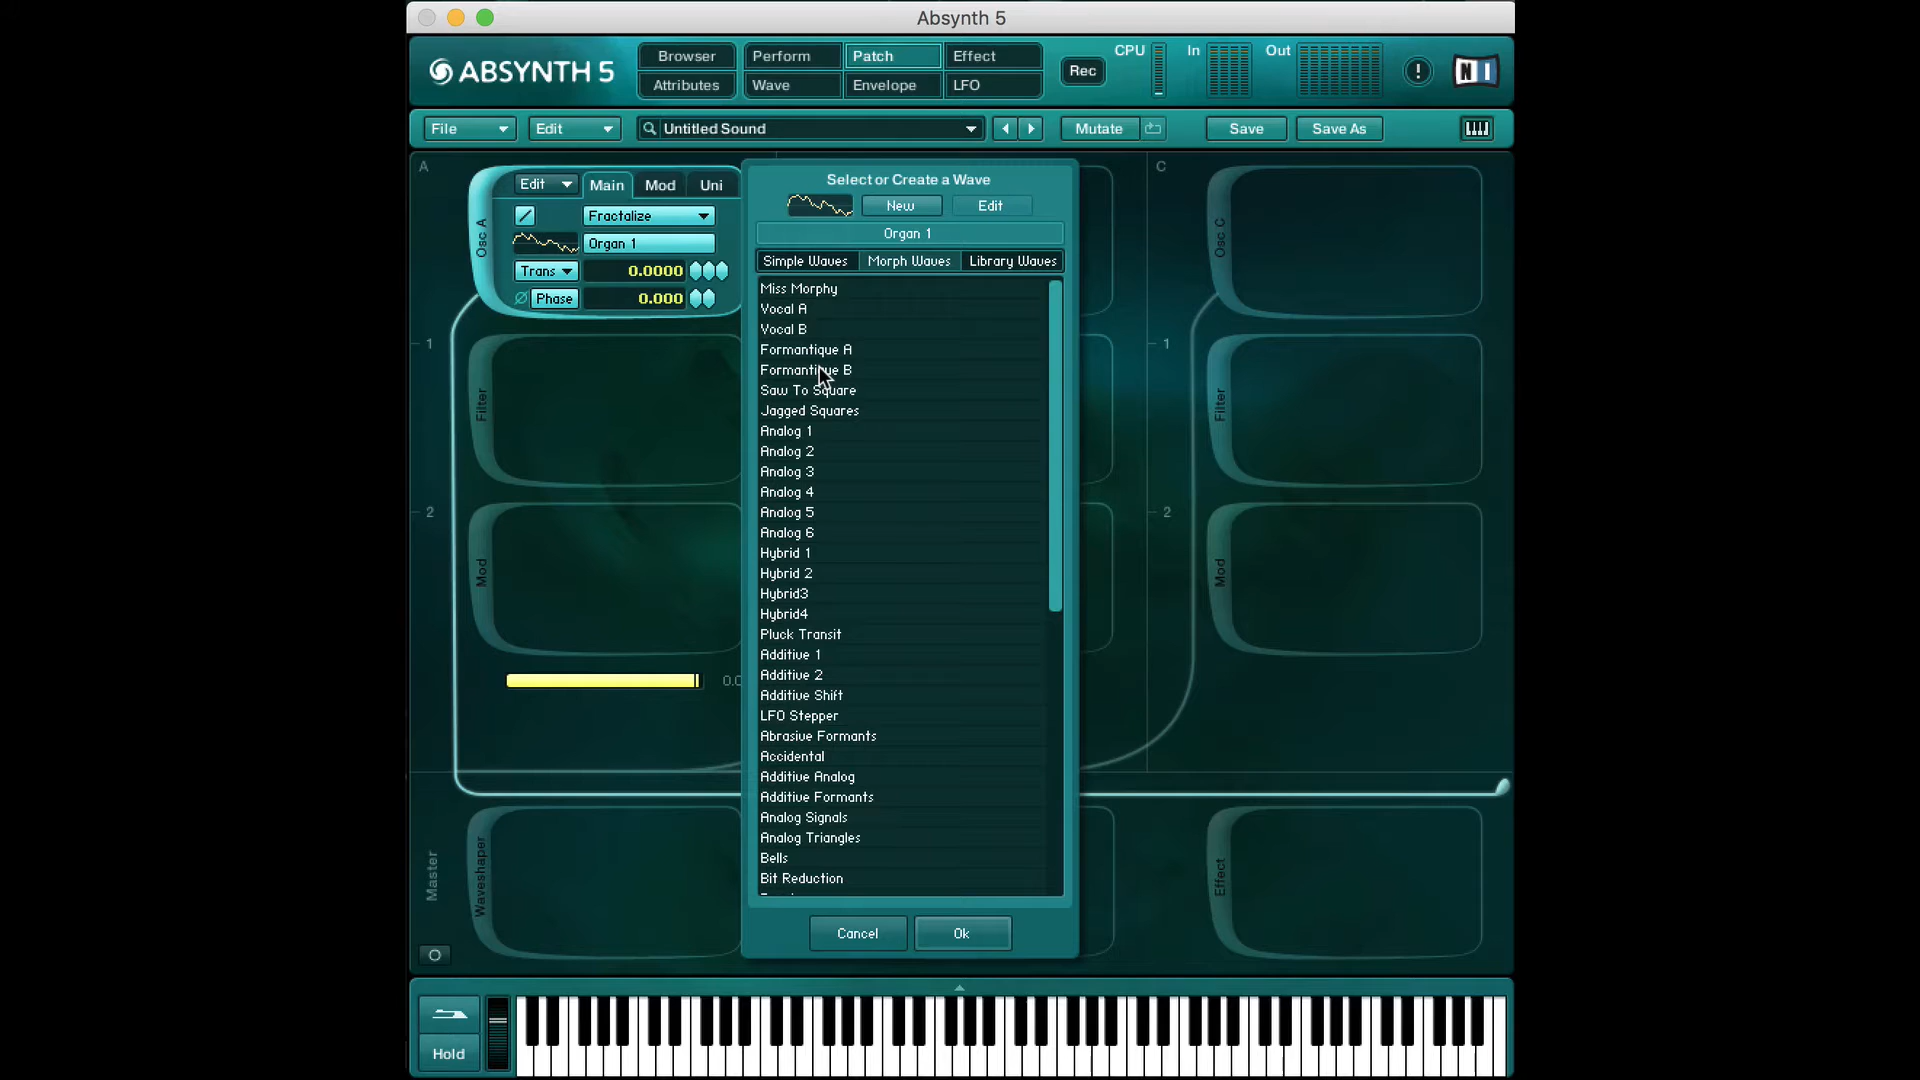 Absynth 5
ABSYNTH 5
Browser Perform Patch Effect
Attributes Wave Envelope LFO
Rec CPU In Out ! NI
File Edit Untitled Sound Mutate Save Save As
A C
Osc A Edit Main Mod Uni
Fractalize
Organ 1
Trans 0.0000
Phase 0.000
Osc C
1 1
Filter Filter
2 2
Mod Mod
Select or Create a Wave
New Edit
Organ 1
Simple Waves Morph Waves Library Waves
Miss Morphy
Vocal A
Vocal B
Formantique A
Formantique B
Saw To Square
Jagged Squares
Analog 1
Analog 2
Analog 3
Analog 4
Analog 5
Analog 6
Hybrid 1
Hybrid 2
Hybrid3
Hybrid4
Pluck Transit
Additive 1
Additive 2
Additive Shift
LFO Stepper
Abrasive Formants
Accidental
Additive Analog
Additive Formants
Analog Signals
Analog Triangles
Bells
Bit Reduction
Cancel Ok
Master Waveshaper Effect
Hold